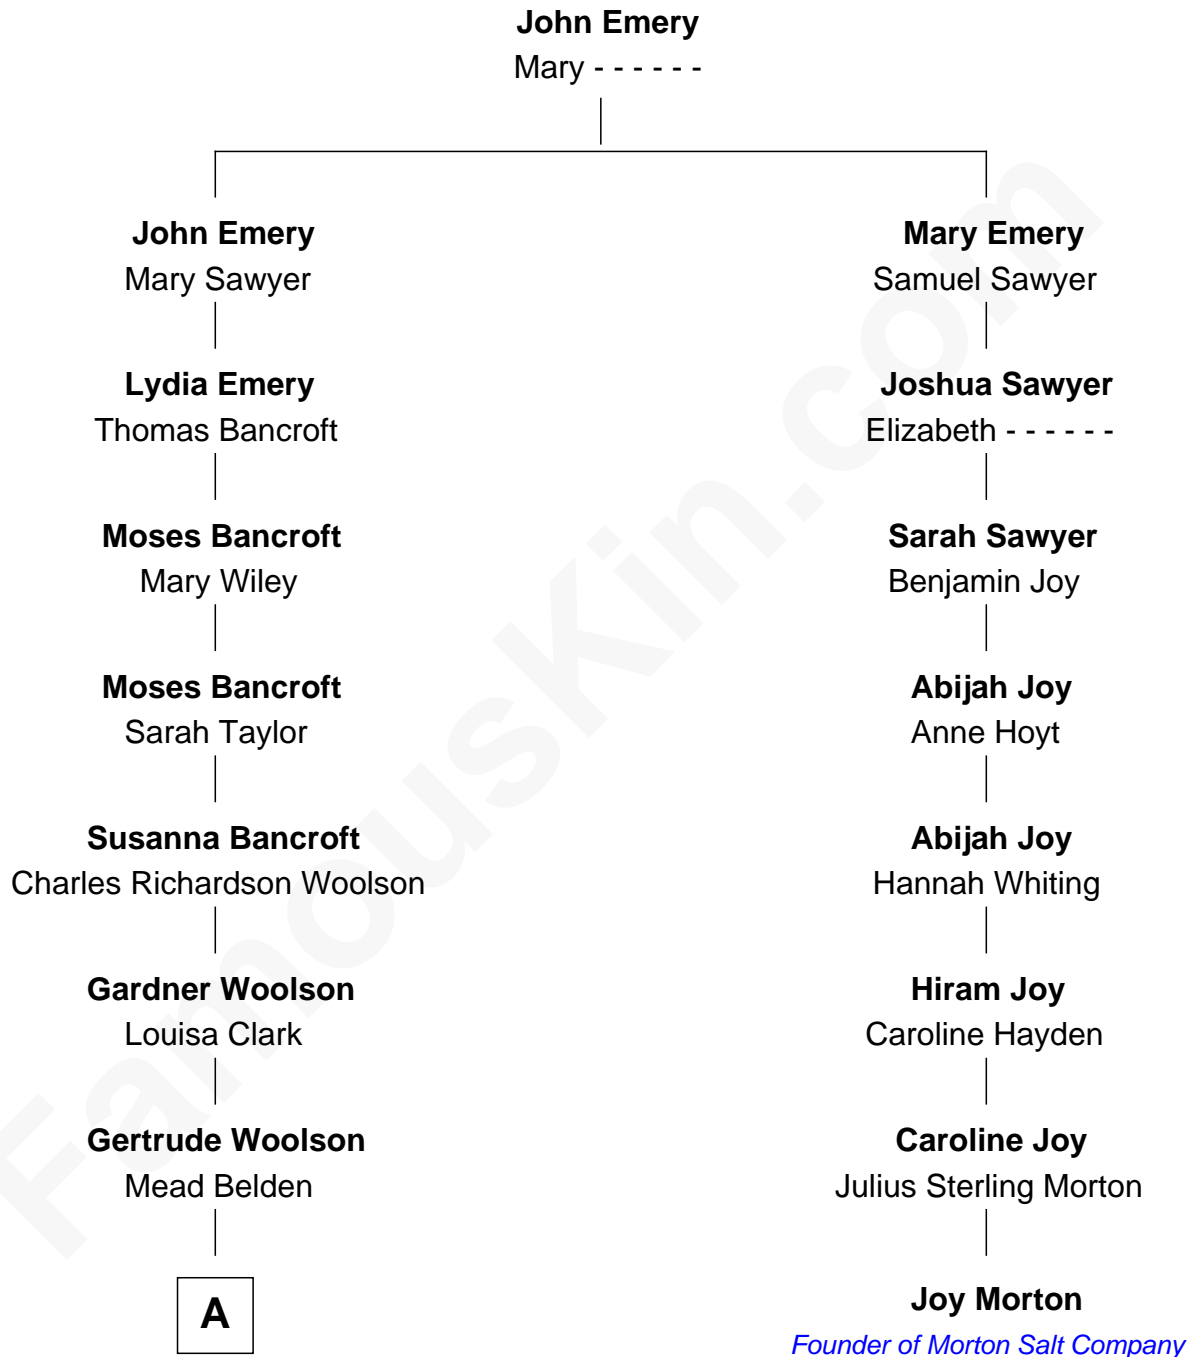 John Emery
Mary - - - - - -
John Emery
Mary Sawyer
Mary Emery
Samuel Sawyer
Lydia Emery
Thomas Bancroft
Joshua Sawyer
Elizabeth - - - - - -
Moses Bancroft
Mary Wiley
Sarah Sawyer
Benjamin Joy
Moses Bancroft
Sarah Taylor
Abijah Joy
Anne Hoyt
Susanna Bancroft
Charles Richardson Woolson
Abijah Joy
Hannah Whiting
Gardner Woolson
Louisa Clark
Hiram Joy
Caroline Hayden
Gertrude Woolson
Mead Belden
Caroline Joy
Julius Sterling Morton
A
Joy Morton
Founder of Morton Salt Company
FamousKin.com